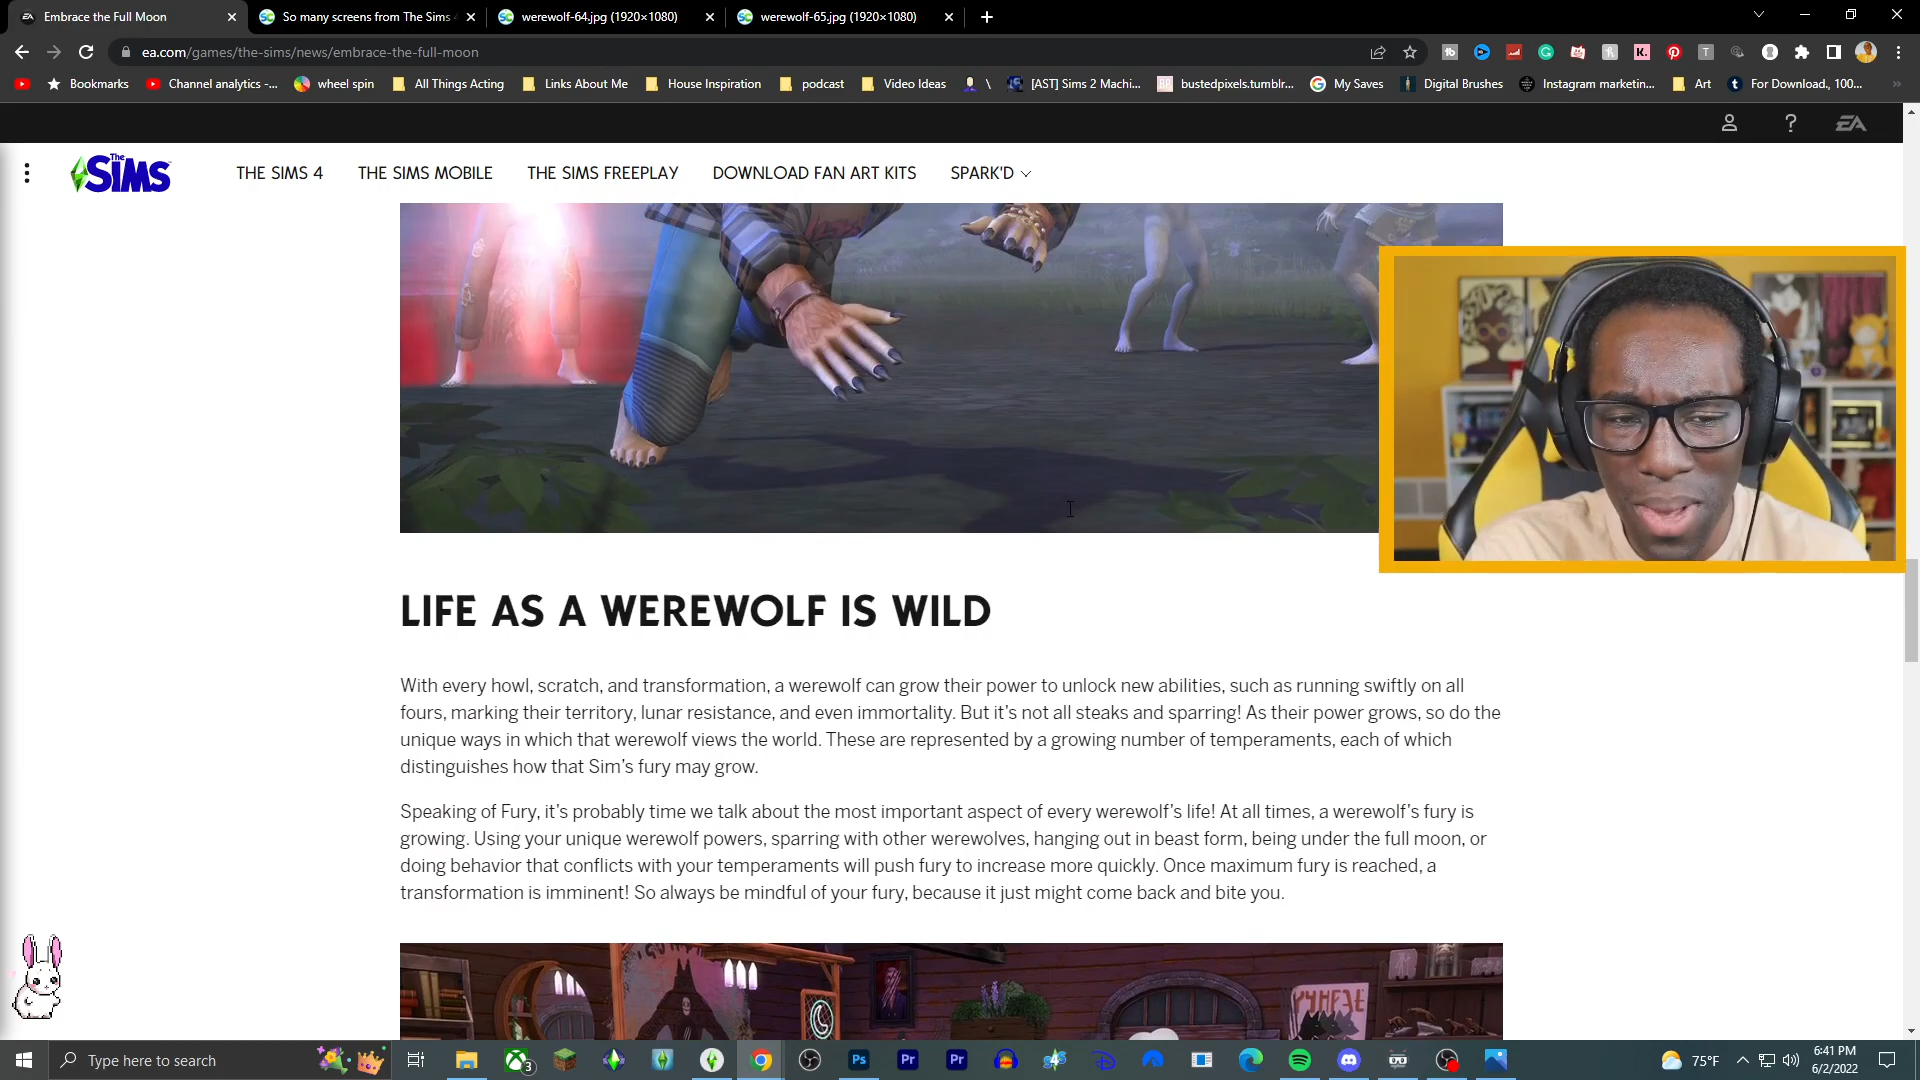 Embrace the Full Moon
So many screens from The Sims
werewolf-64.jpg (1920×1080)
werewolf-65.jpg (1920×1080)
ea.com/games/the-sims/news/embrace-the-full-moon
Bookmarks
Channel analytics -...
wheel spin
All Things Acting
Links About Me
House Inspiration
podcast
Video Ideas
\
[AST] Sims 2 Machi...
bustedpixels.tumblr...
My Saves
Digital Brushes
Instagram marketin...
Art
For Download., 100...
»
? EA
The SIMS
THE SIMS 4
THE SIMS MOBILE
THE SIMS FREEPLAY
DOWNLOAD FAN ART KITS
SPARK'D
LIFE AS A WEREWOLF IS WILD
With every howl, scratch, and transformation, a werewolf can grow their power to unlock new abilities, such as running swiftly on all
fours, marking their territory, lunar resistance, and even immortality. But it's not all steaks and sparring! As their power grows, so do the
unique ways in which that werewolf views the world. These are represented by a growing number of temperaments, each of which
distinguishes how that Sim's fury may grow.
Speaking of Fury, it's probably time we talk about the most important aspect of every werewolf's life! At all times, a werewolf's fury is
growing. Using your unique werewolf powers, sparring with other werewolves, hanging out in beast form, being under the full moon, or
doing behavior that conflicts with your temperaments will push fury to increase more quickly. Once maximum fury is reached, a
transformation is imminent! So always be mindful of your fury, because it just might come back and bite you.
Type here to search
3
Ps
Pr
Pr
75°F
6:41 PM
6/2/2022